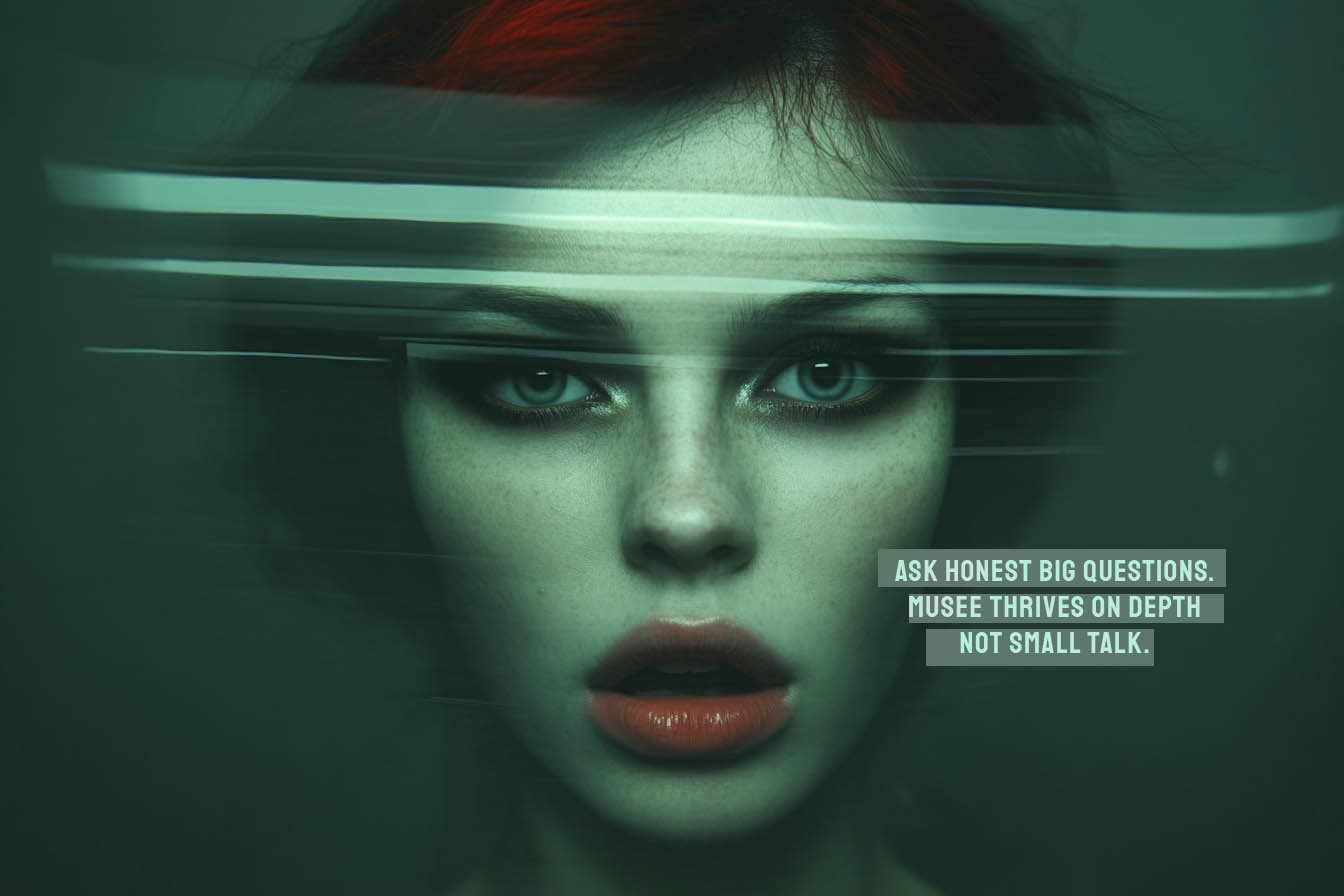 ASK HONEST BIG QUESTIONS.
MUSEE THRIVES ON DEPTH
NOT SMALL TALK.